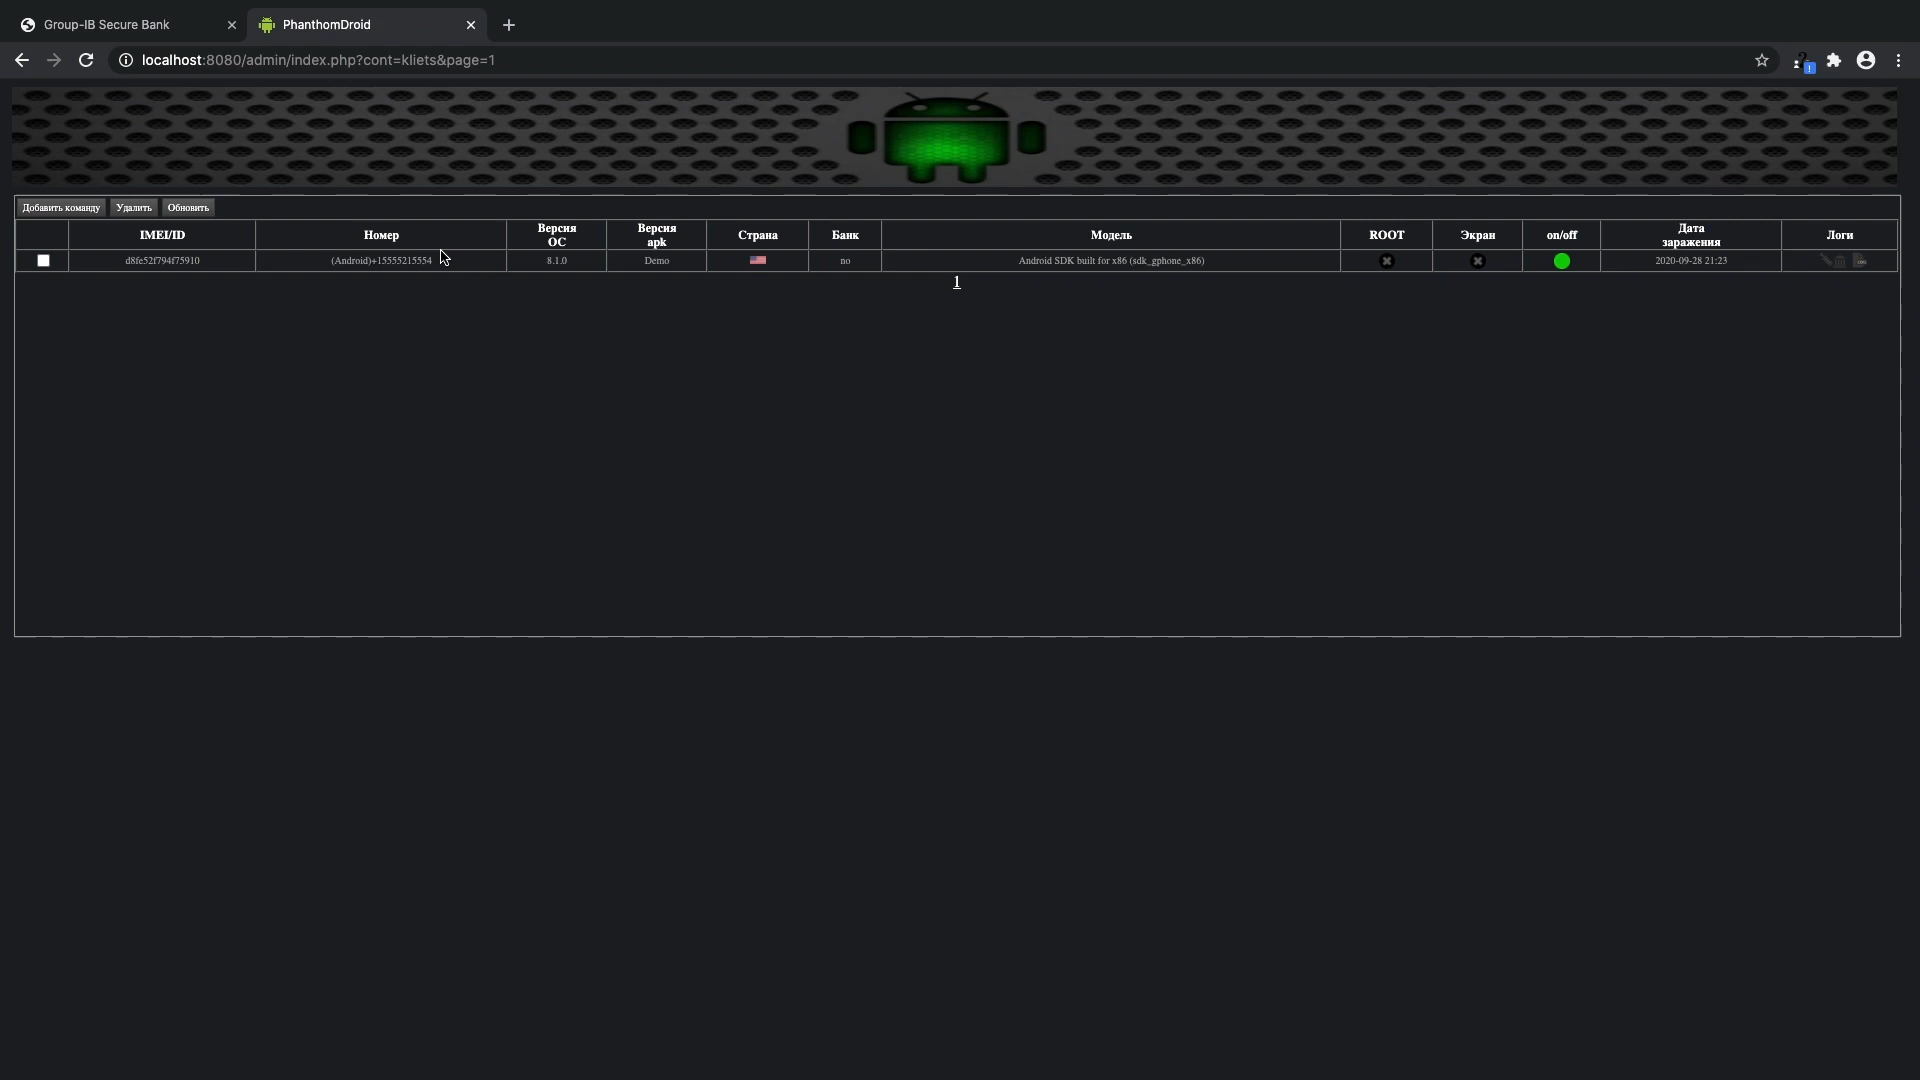 Group-IB Secure Bank
PhanthomDroid
localhost:8080/admin/index.php?cont=kliets&page=1
Добавить команду Удалить Обновить
IMEI/ID Номер Версия ОС Версия apk Страна Банк Модель ROOT Экран on/off Дата заражения Логи
d8fe52f794f75910 (Android)+15555215554 8.1.0 Demo no Android SDK built for x86 (sdk_gphone_x86) 2020-09-28 21:23
1